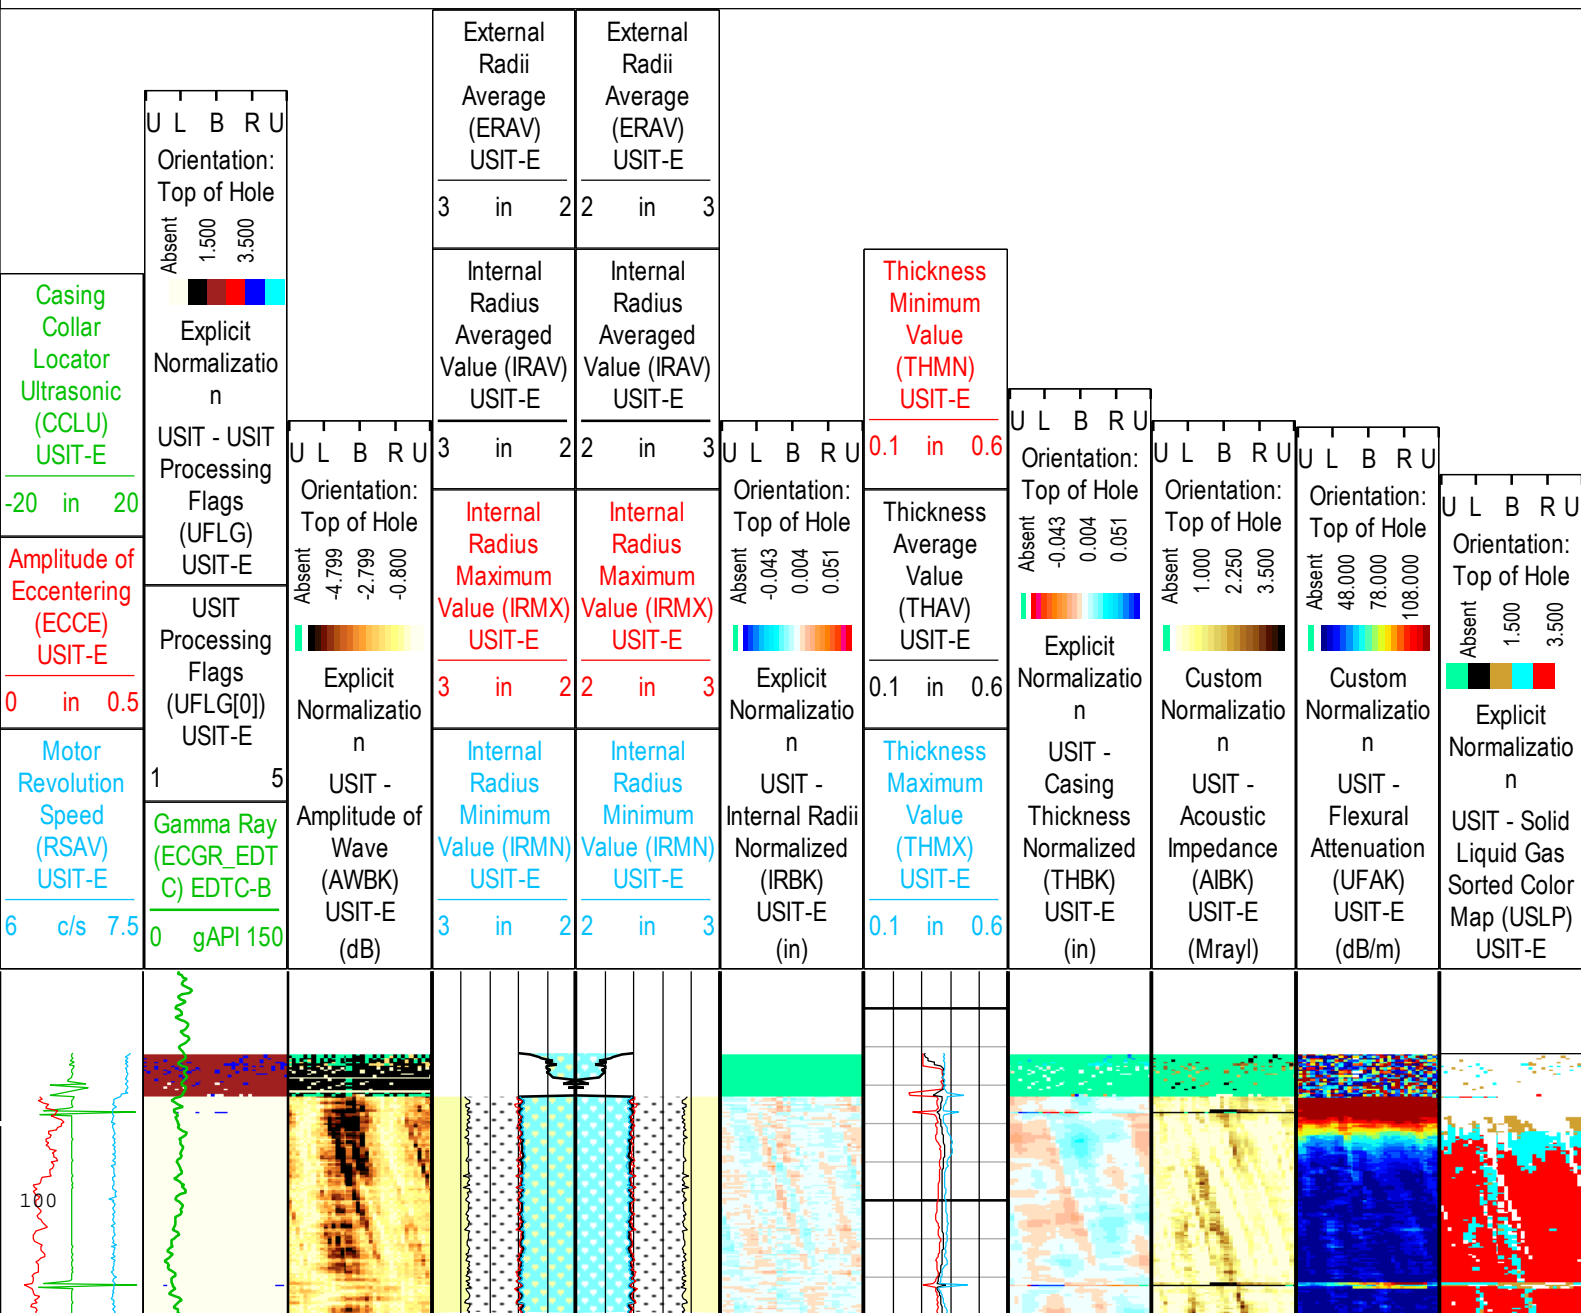 Casing
Collar
Locator
Ultrasonic
(CCLU)
USIT-E
-20 in 20
Amplitude of
Eccentering
(ECCE)
USIT-E
0 in 0.5
Motor
Revolution
Speed
(RSAV)
USIT-E
6 c/s 7.5
U L B R U
Orientation:
Top of Hole
Absent
1.500
3.500
Explicit
Normalizatio
n
USIT - USIT
Processing
Flags
(UFLG)
USIT-E
USIT
Processing
Flags
(UFLG[0])
USIT-E
1 5
Gamma Ray
(ECGR_EDT
C) EDTC-B
0 gAPI 150
U L B R U
Orientation:
Top of Hole
Absent
-4.799
-2.799
-0.800
Explicit
Normalizatio
n
USIT -
Amplitude of
Wave
(AWBK)
USIT-E
(dB)
External
Radii
Average
(ERAV)
USIT-E
3 in 2
Internal
Radius
Averaged
Value (IRAV)
USIT-E
3 in 2
Internal
Radius
Maximum
Value (IRMX)
USIT-E
3 in 2
Internal
Radius
Minimum
Value (IRMN)
USIT-E
3 in 2
External
Radii
Average
(ERAV)
USIT-E
2 in 3
Internal
Radius
Averaged
Value (IRAV)
USIT-E
2 in 3
Internal
Radius
Maximum
Value (IRMX)
USIT-E
2 in 3
Internal
Radius
Minimum
Value (IRMN)
USIT-E
2 in 3
U L B R U
Orientation:
Top of Hole
Absent
-0.043
0.004
0.051
Explicit
Normalizatio
n
USIT -
Internal Radii
Normalized
(IRBK)
USIT-E
(in)
Thickness
Minimum
Value
(THMN)
USIT-E
0.1 in 0.6
Thickness
Average
Value
(THAV)
USIT-E
0.1 in 0.6
Thickness
Maximum
Value
(THMX)
USIT-E
0.1 in 0.6
U L B R U
Orientation:
Top of Hole
Absent
-0.043
0.004
0.051
Explicit
Normalizatio
n
USIT -
Casing
Thickness
Normalized
(THBK)
USIT-E
(in)
U L B R U
Orientation:
Top of Hole
Absent
1.000
2.250
3.500
Custom
Normalizatio
n
USIT -
Acoustic
Impedance
(AIBK)
USIT-E
(Mrayl)
U L B R U
Orientation:
Top of Hole
Absent
48.000
78.000
108.000
Custom
Normalizatio
n
USIT -
Flexural
Attenuation
(UFAK)
USIT-E
(dB/m)
U L B R U
Orientation:
Top of Hole
Absent
1.500
3.500
Explicit
Normalizatio
n
USIT - Solid
Liquid Gas
Sorted Color
Map (USLP)
USIT-E
100